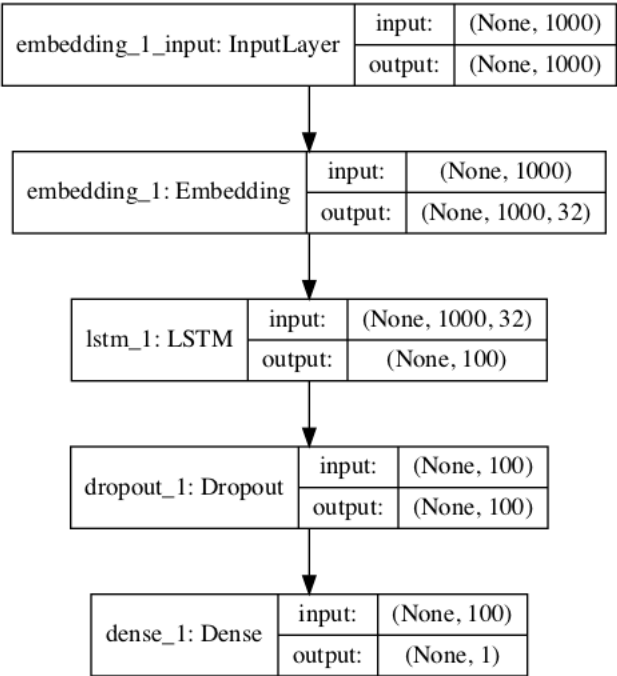 embedding_1_input: InputLayer
input: (None, 1000)
output: (None, 1000)
embedding_1: Embedding
input: (None, 1000)
output: (None, 1000, 32)
lstm_1: LSTM
input: (None, 1000, 32)
output: (None, 100)
dropout_1: Dropout
input: (None, 100)
output: (None, 100)
dense_1: Dense
input: (None, 100)
output: (None, 1)